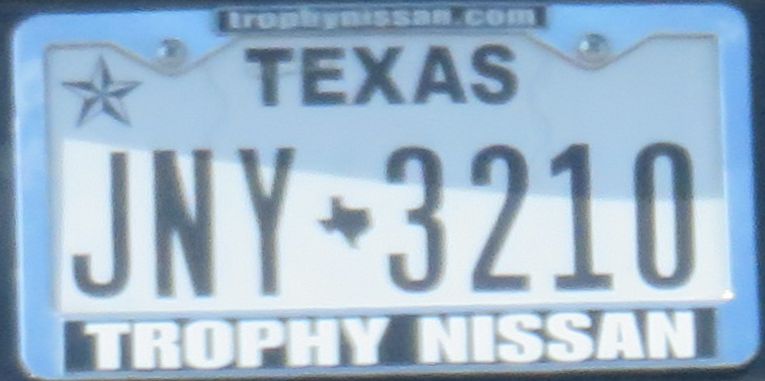 trophynissan.com
TEXAS
JNY 3210
TROPHY NISSAN